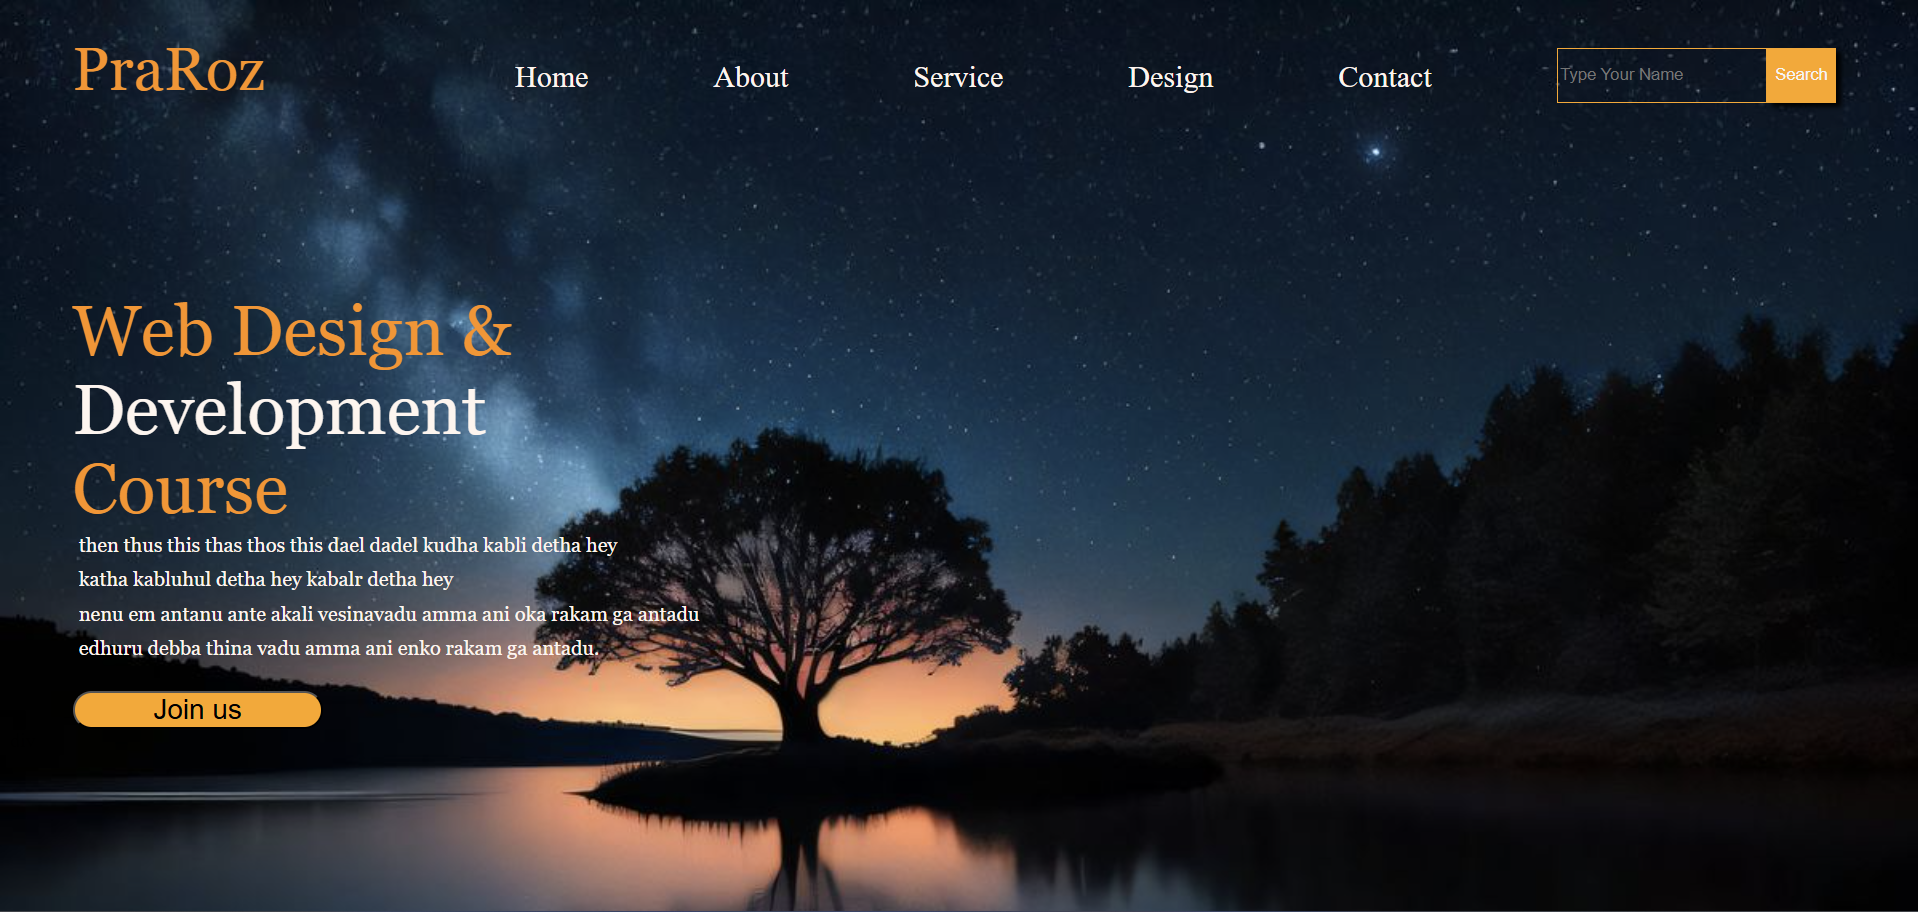 PraRoz
Home
About
Service
Design
Contact
Type Your Name
Search
Web Design &
Development
Course
then thus this thas thos this dael dadel kudha kabli detha hey
katha kabluhul detha hey kabalr detha hey
nenu em antanu ante akali vesinavadu amma ani oka rakam ga antadu
edhuru debba thina vadu amma ani enko rakam ga antadu.
Join us